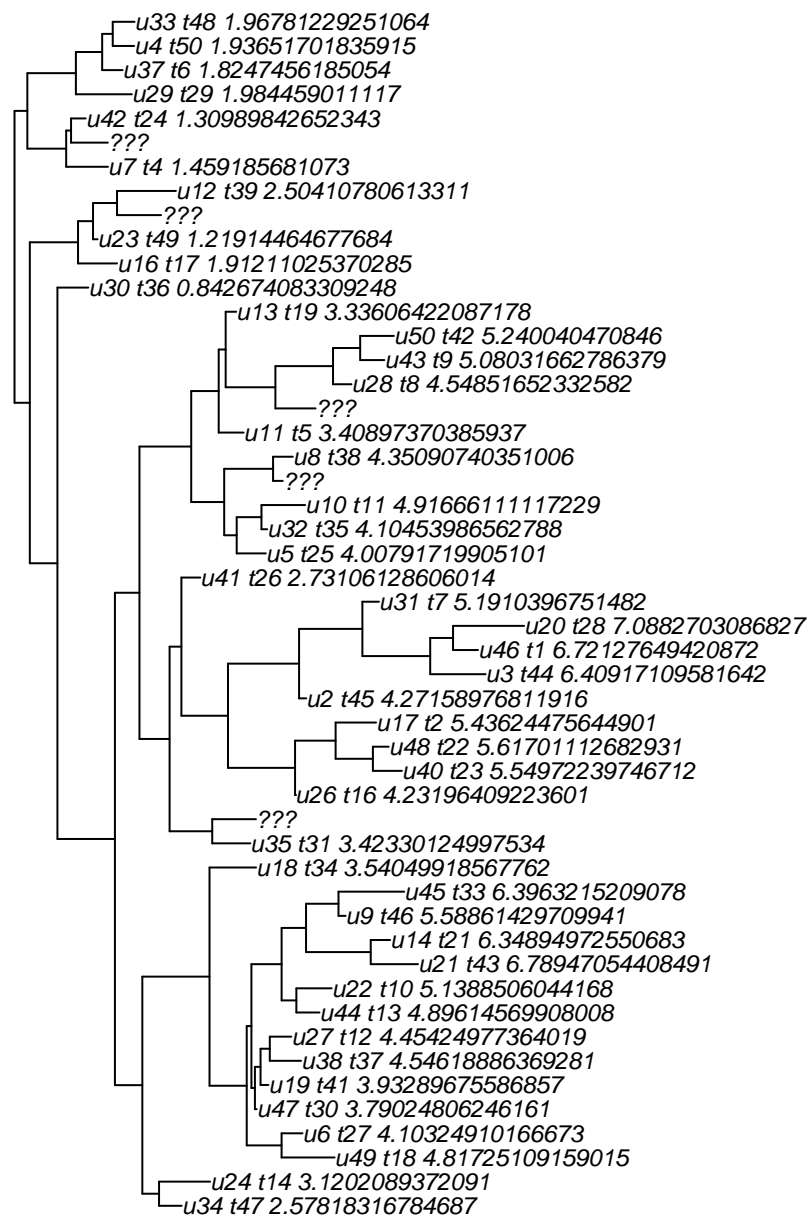 u33 t48 1.96781229251064
u4 t50 1.93651701835915
u37 t6 1.8247456185054
u29 t29 1.984459011117
u42 t24 1.30989842652343
???
u7 t4 1.459185681073
u12 t39 2.50410780613311
???
u23 t49 1.21914464677684
u16 t17 1.91211025370285
u30 t36 0.842674083309248
u13 t19 3.33606422087178
u50 t42 5.240040470846
u43 t9 5.08031662786379
u28 t8 4.54851652332582
???
u11 t5 3.40897370385937
u8 t38 4.35090740351006
???
u10 t11 4.91666111117229
u32 t35 4.10453986562788
u5 t25 4.00791719905101
u41 t26 2.73106128606014
u31 t7 5.1910396751482
u20 t28 7.0882703086827
u46 t1 6.72127649420872
u3 t44 6.40917109581642
u2 t45 4.27158976811916
u17 t2 5.43624475644901
u48 t22 5.61701112682931
u40 t23 5.54972239746712
u26 t16 4.23196409223601
???
u35 t31 3.42330124997534
u18 t34 3.54049918567762
u45 t33 6.3963215209078
u9 t46 5.58861429709941
u14 t21 6.34894972550683
u21 t43 6.78947054408491
u22 t10 5.1388506044168
u44 t13 4.89614569908008
u27 t12 4.45424977364019
u38 t37 4.54618886369281
u19 t41 3.93289675586857
u47 t30 3.79024806246161
u6 t27 4.10324910166673
u49 t18 4.81725109159015
u24 t14 3.1202089372091
u34 t47 2.57818316784687